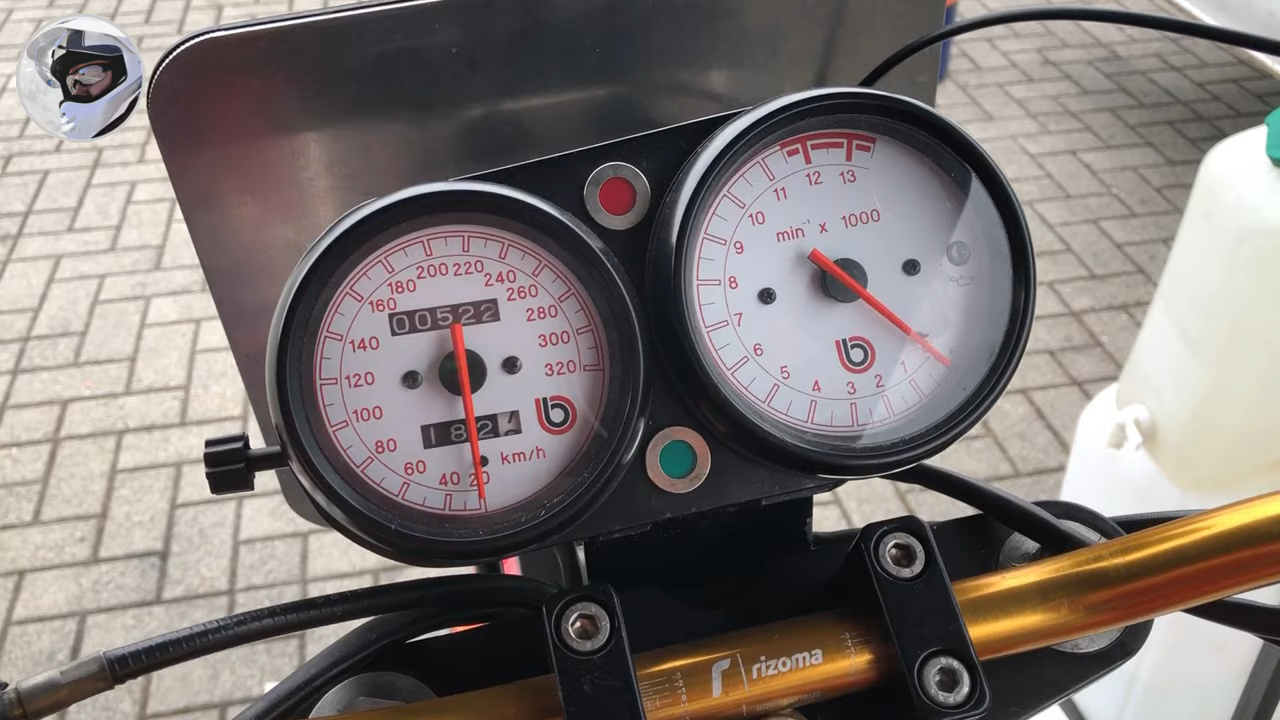 200 220
180 240
160 260
00522 280
140 300
120 320
100
182
80 b
60 km/h
40 20
11 12 13
10 min⁻¹ x 1000
9
8
7
6 b
5 4 3 2 1
rizoma